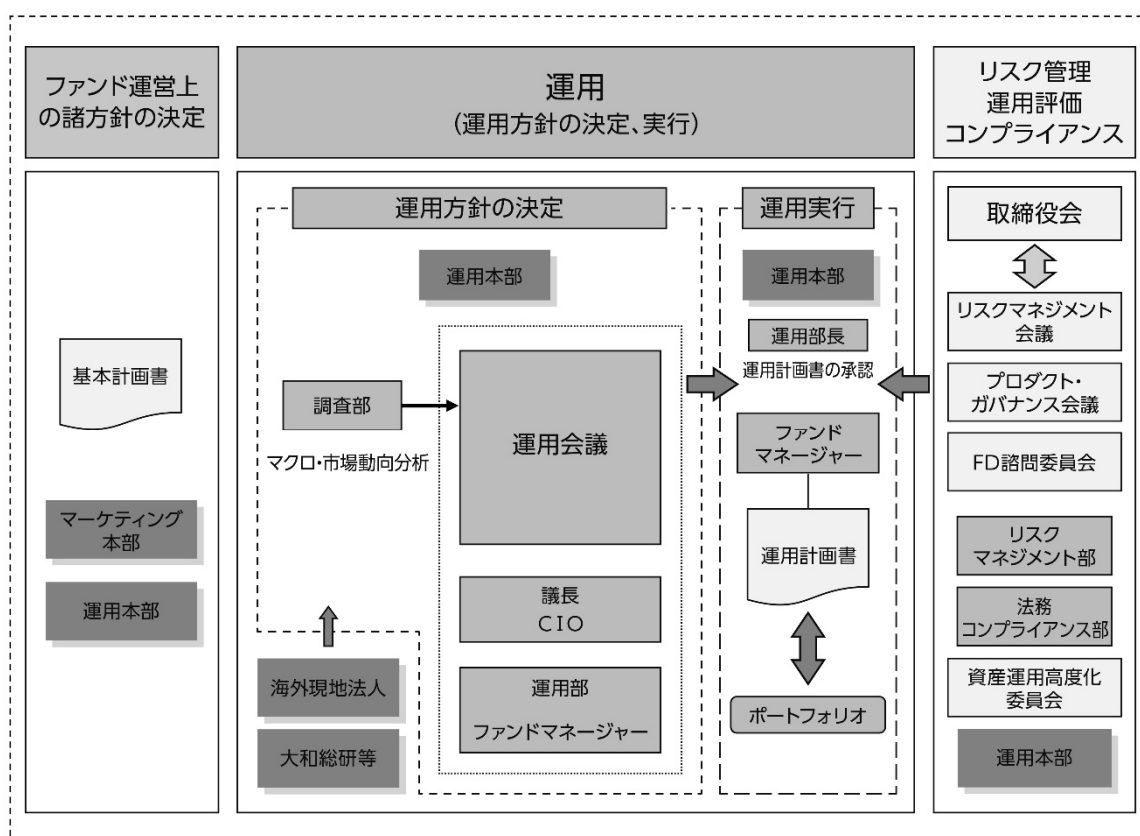 ファンド運営上
の諸方針の決定
運用
(運用方針の決定、実行)
リスク管理
運用評価
コンプライアンス
基本計画書
マーケティング
本部
運用本部
運用方針の決定
運用本部
調査部
マクロ・市場動向分析
運用会議
議長
CIO
運用部
ファンドマネージャー
海外現地法人
大和総研等
運用実行
運用本部
運用部長
運用計画書の承認
ファンド
マネージャー
運用計画書
ポートフォリオ
取締役会
リスクマネジメント
会議
プロダクト・
ガバナンス会議
FD諮問委員会
リスク
マネジメント部
法務
コンプライアンス部
資産運用高度化
委員会
運用本部